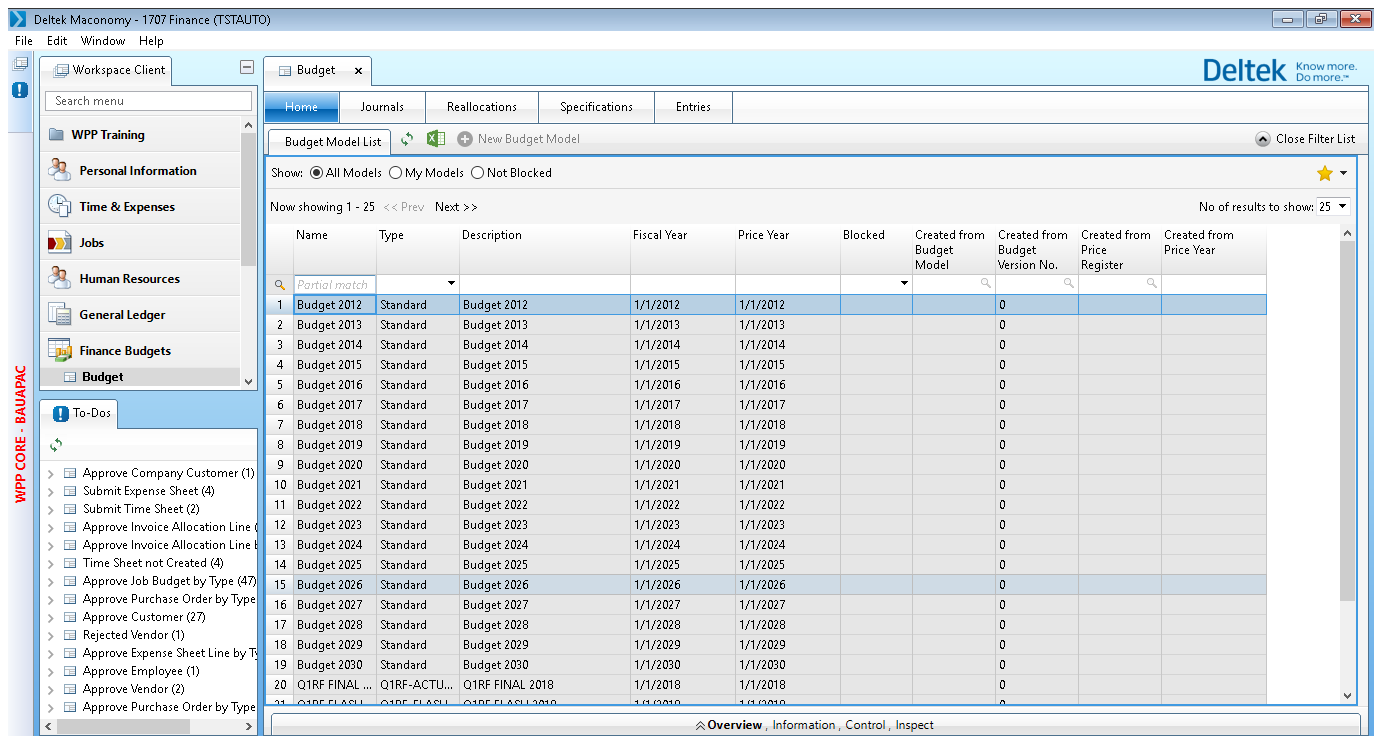 Deltek Maconomy - 1707 Finance (TSTAUTO)
File Edit Window Help
Workspace Client
Search menu
WPP Training
Personal Information
Time & Expenses
Jobs
Human Resources
General Ledger
Finance Budgets
Budget
WPP CORE - BAUAPAC
To-Dos
Approve Company Customer (1)
Submit Expense Sheet (4)
Submit Time Sheet (2)
Approve Invoice Allocation Line (
Approve Invoice Allocation Line
Time Sheet not Created (4)
Approve Job Budget by Type (47)
Approve Purchase Order by Type
Approve Customer (27)
Rejected Vendor (1)
Approve Expense Sheet Line by
Approve Employee (1)
Approve Vendor (2)
Approve Purchase Order by Type
Budget
Deltek Know more. Do more.™
Home Journals Reallocations Specifications Entries
Budget Model List New Budget Model Close Filter List
Show: All Models My Models Not Blocked
Now showing 1 - 25 << Prev Next >> No of results to show: 25
Name Type Description Fiscal Year Price Year Blocked Created from Budget Model Created from Budget Version No. Created from Price Register Created from Price Year
Partial match
1 Budget 2012 Standard Budget 2012 1/1/2012 1/1/2012 0
2 Budget 2013 Standard Budget 2013 1/1/2013 1/1/2013 0
3 Budget 2014 Standard Budget 2014 1/1/2014 1/1/2014 0
4 Budget 2015 Standard Budget 2015 1/1/2015 1/1/2015 0
5 Budget 2016 Standard Budget 2016 1/1/2016 1/1/2016 0
6 Budget 2017 Standard Budget 2017 1/1/2017 1/1/2017 0
7 Budget 2018 Standard Budget 2018 1/1/2018 1/1/2018 0
8 Budget 2019 Standard Budget 2019 1/1/2019 1/1/2019 0
9 Budget 2020 Standard Budget 2020 1/1/2020 1/1/2020 0
10 Budget 2021 Standard Budget 2021 1/1/2021 1/1/2021 0
11 Budget 2022 Standard Budget 2022 1/1/2022 1/1/2022 0
12 Budget 2023 Standard Budget 2023 1/1/2023 1/1/2023 0
13 Budget 2024 Standard Budget 2024 1/1/2024 1/1/2024 0
14 Budget 2025 Standard Budget 2025 1/1/2025 1/1/2025 0
15 Budget 2026 Standard Budget 2026 1/1/2026 1/1/2026 0
16 Budget 2027 Standard Budget 2027 1/1/2027 1/1/2027 0
17 Budget 2028 Standard Budget 2028 1/1/2028 1/1/2028 0
18 Budget 2029 Standard Budget 2029 1/1/2029 1/1/2029 0
19 Budget 2030 Standard Budget 2030 1/1/2030 1/1/2030 0
20 Q1RF FINAL ... Q1RF-ACTU... Q1RF FINAL 2018 1/1/2018 1/1/2018 0
Overview , Information , Control , Inspect